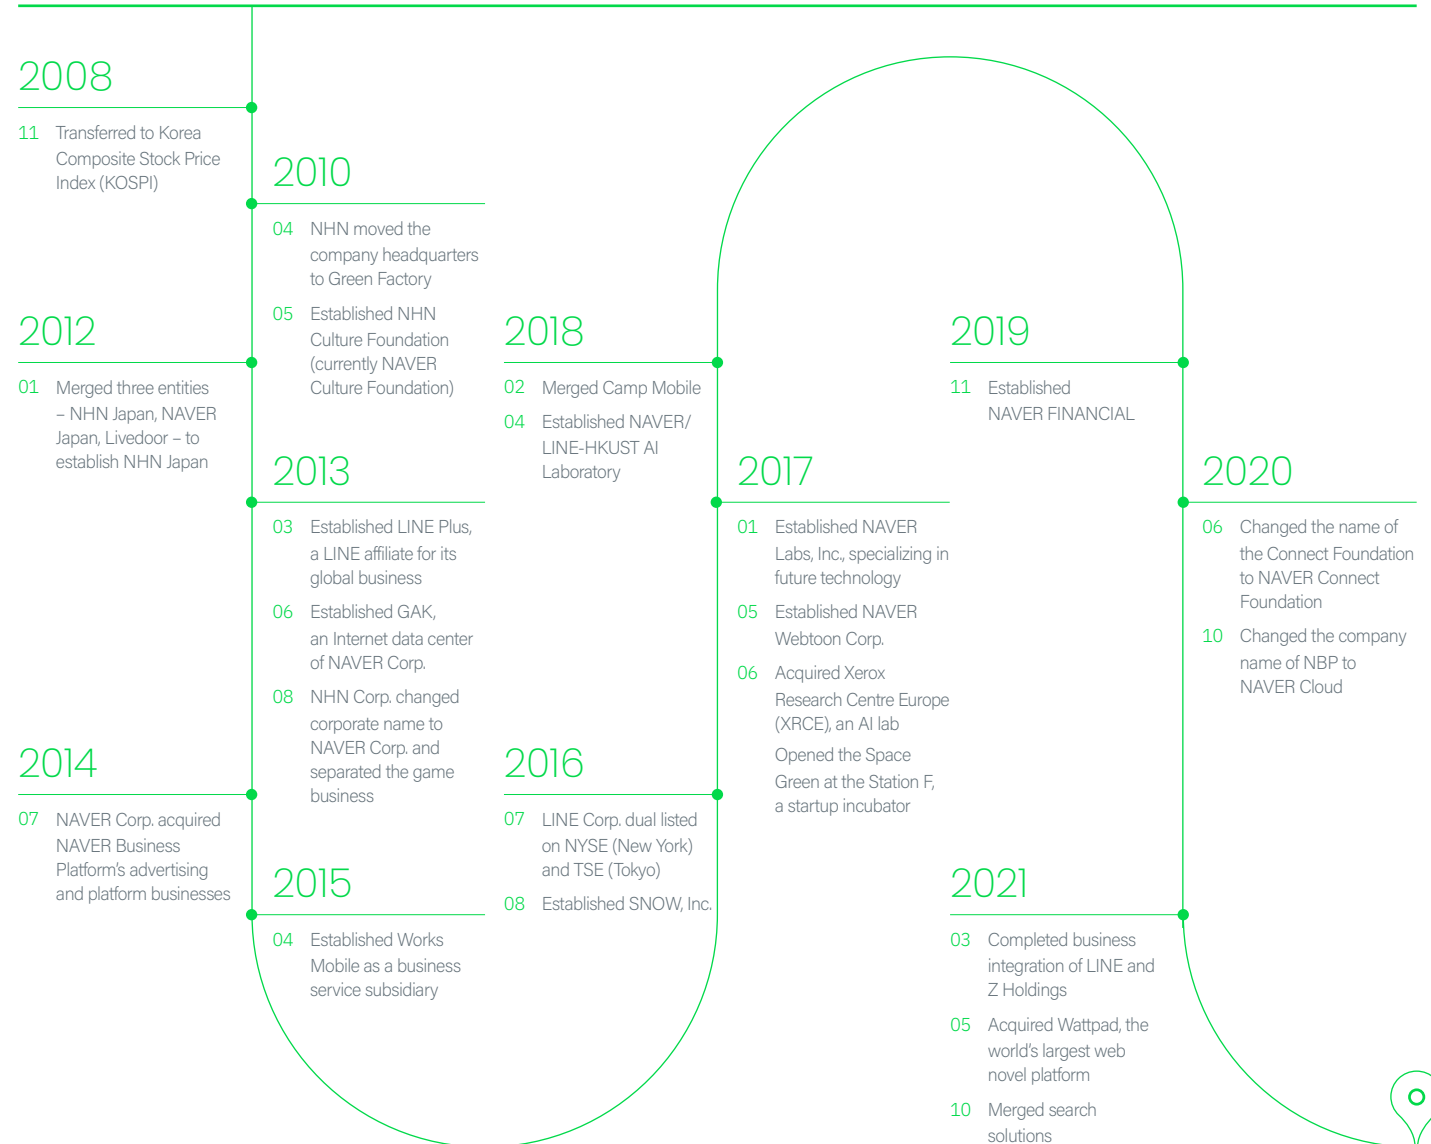 2008
11 Transferred to Korea
Composite Stock Price
Index (KOSPI)
2010
04 NHN moved the
company headquarters
to Green Factory
05 Established NHN
Culture Foundation
(currently NAVER
Culture Foundation)
2012
01 Merged three entities
– NHN Japan, NAVER
Japan, Livedoor – to
establish NHN Japan
2013
03 Established LINE Plus,
a LINE affiliate for its
global business
06 Established GAK,
an Internet data center
of NAVER Corp.
08 NHN Corp. changed
corporate name to
NAVER Corp. and
separated the game
business
2014
07 NAVER Corp. acquired
NAVER Business
Platform's advertising
and platform businesses
2015
04 Established Works
Mobile as a business
service subsidiary
2016
07 LINE Corp. dual listed
on NYSE (New York)
and TSE (Tokyo)
08 Established SNOW, Inc.
2017
01 Established NAVER
Labs, Inc., specializing in
future technology
05 Established NAVER
Webtoon Corp.
06 Acquired Xerox
Research Centre Europe
(XRCE), an AI lab
Opened the Space
Green at the Station F,
a startup incubator
2018
02 Merged Camp Mobile
04 Established NAVER/
LINE-HKUST AI
Laboratory
2019
11 Established
NAVER FINANCIAL
2020
06 Changed the name of
the Connect Foundation
to NAVER Connect
Foundation
10 Changed the company
name of NBP to
NAVER Cloud
2021
03 Completed business
integration of LINE and
Z Holdings
05 Acquired Wattpad, the
world's largest web
novel platform
10 Merged search
solutions